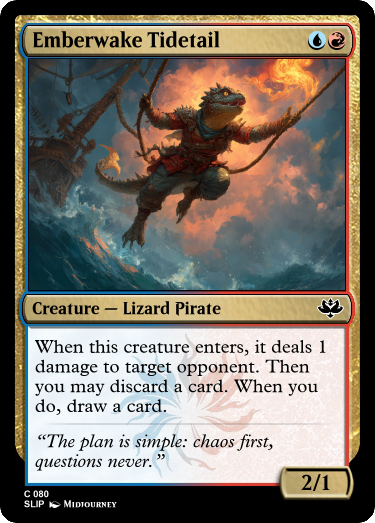 Emberwake Tidetail
Creature — Lizard Pirate
When this creature enters, it deals 1
damage to target opponent. Then
you may discard a card. When you
do, draw a card.
“The plan is simple: chaos first,
questions never.”
2/1
C 080
SLIP Midjourney